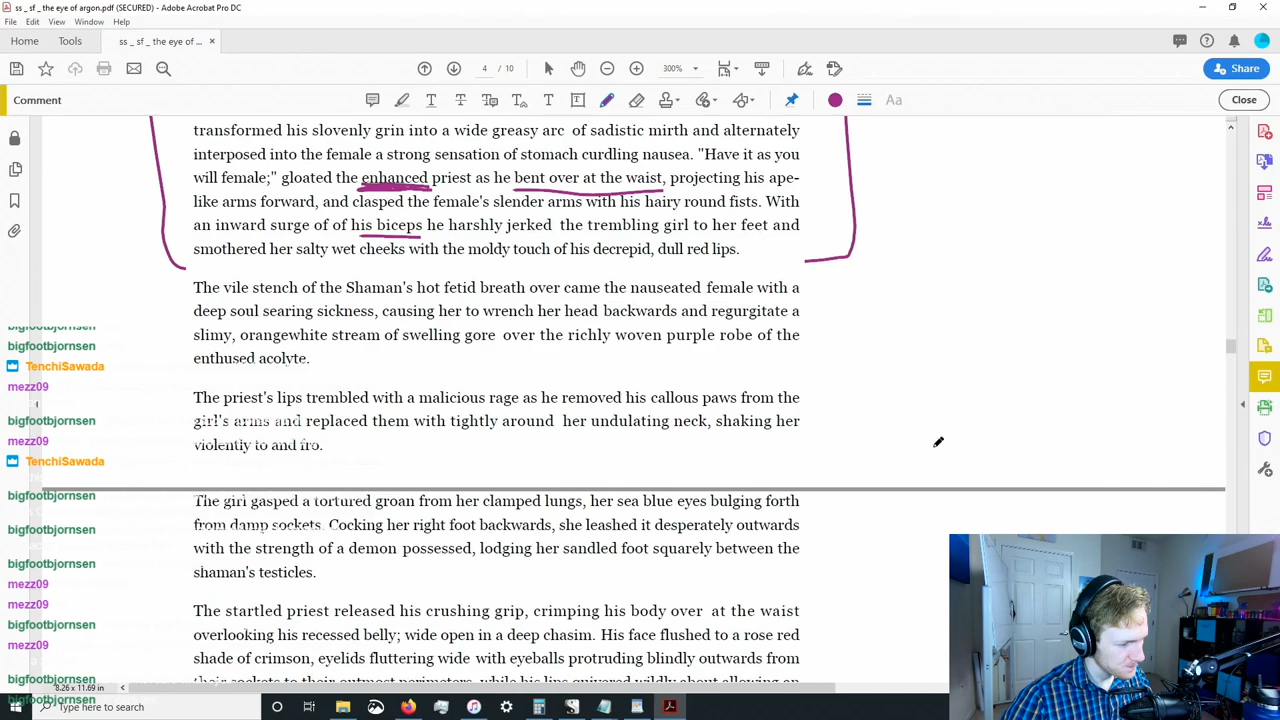 ss _ sf _ the eye of argon.pdf (SECURED) - Adobe Acrobat Pro DC
File Edit View Window Help
Home Tools ss _ sf _ the eye of ... ×
4 / 10 300% Share
Comment Aa Close
transformed his slovenly grin into a wide greasy arc of sadistic mirth and alternately
interposed into the female a strong sensation of stomach curdling nausea. "Have it as you
will female;" gloated the enhanced priest as he bent over at the waist, projecting his ape-
like arms forward, and clasped the female's slender arms with his hairy round fists. With
an inward surge of of his biceps he harshly jerked the trembling girl to her feet and
smothered her salty wet cheeks with the moldy touch of his decrepid, dull red lips.
The vile stench of the Shaman's hot fetid breath over came the nauseated female with a
deep soul searing sickness, causing her to wrench her head backwards and regurgitate a
slimy, orangewhite stream of swelling gore over the richly woven purple robe of the
enthused acolyte.
The priest's lips trembled with a malicious rage as he removed his callous paws from the
girl's arms and replaced them with tightly around her undulating neck, shaking her
violently to and fro.
The girl gasped a tortured groan from her clamped lungs, her sea blue eyes bulging forth
from damp sockets. Cocking her right foot backwards, she leashed it desperately outwards
with the strength of a demon possessed, lodging her sandled foot squarely between the
shaman's testicles.
The startled priest released his crushing grip, crimping his body over at the waist
overlooking his recessed belly; wide open in a deep chasim. His face flushed to a rose red
shade of crimson, eyelids fluttering wide with eyeballs protruding blindly outwards from
bigfootbjornsen
bigfootbjornsen
TenchiSawada
mezz09
bigfootbjornsen
mezz09
TenchiSawada
bigfootbjornsen
bigfootbjornsen
bigfootbjornsen
mezz09
mezz09
bigfootbjornsen
mezz09
bigfootbjornsen
bigfootbjornsen
8.26 x 11.69 in
Type here to search